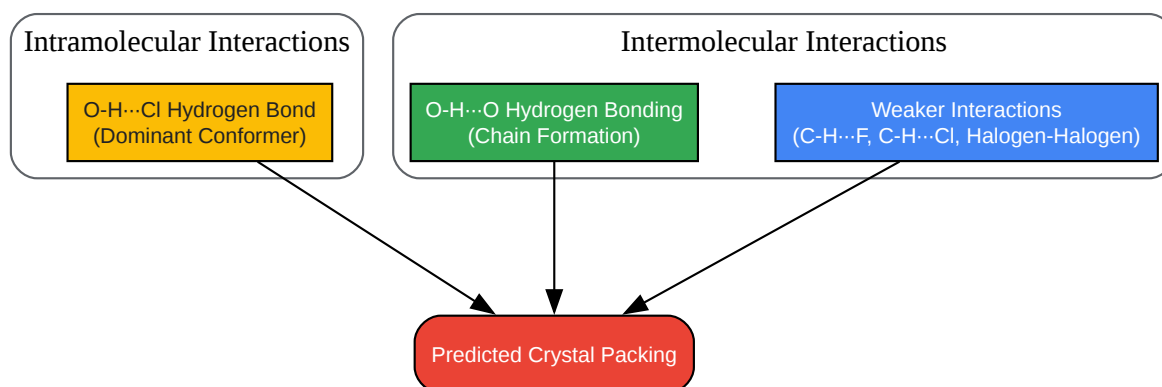 Intramolecular Interactions
O-H···Cl Hydrogen Bond
(Dominant Conformer)
Intermolecular Interactions
O-H···O Hydrogen Bonding
(Chain Formation)
Weaker Interactions
(C-H···F, C-H···Cl, Halogen-Halogen)
Predicted Crystal Packing